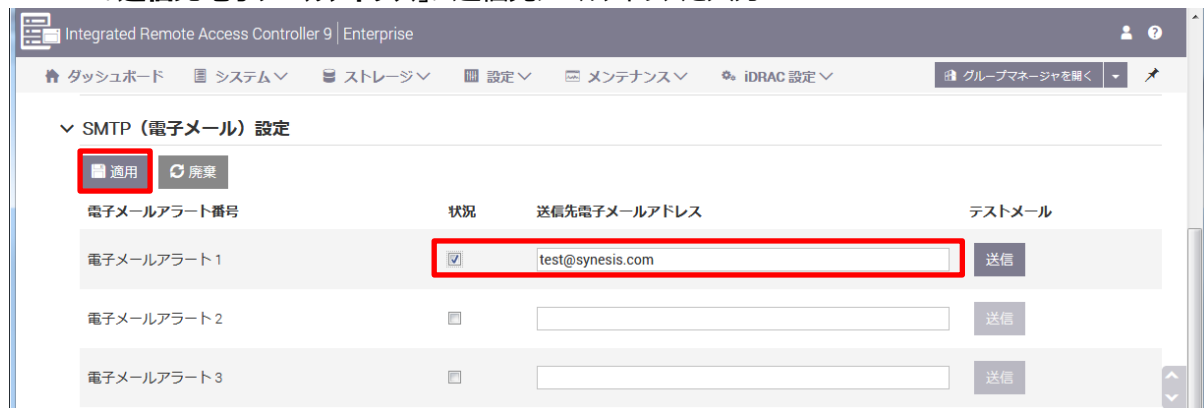 Integrated Remote Access Controller 9 | Enterprise
ダッシュボード システム ストレージ 設定 メンテナンス iDRAC 設定 グループマネージャを開く
SMTP（電子メール）設定
適用 廃棄
電子メールアラート番号 状況 送信先電子メールアドレス テストメール
電子メールアラート 1 test@synesis.com 送信
電子メールアラート 2 送信
電子メールアラート 3 送信